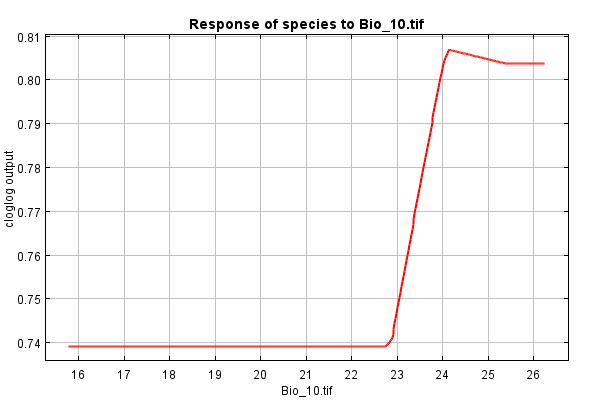 Response of species to Bio_10.tif
cloglog output
0.81
0.80
0.79
0.78
0.77
0.76
0.75
0.74
16 17 18 19 20 21 22 23 24 25 26
Bio_10.tif